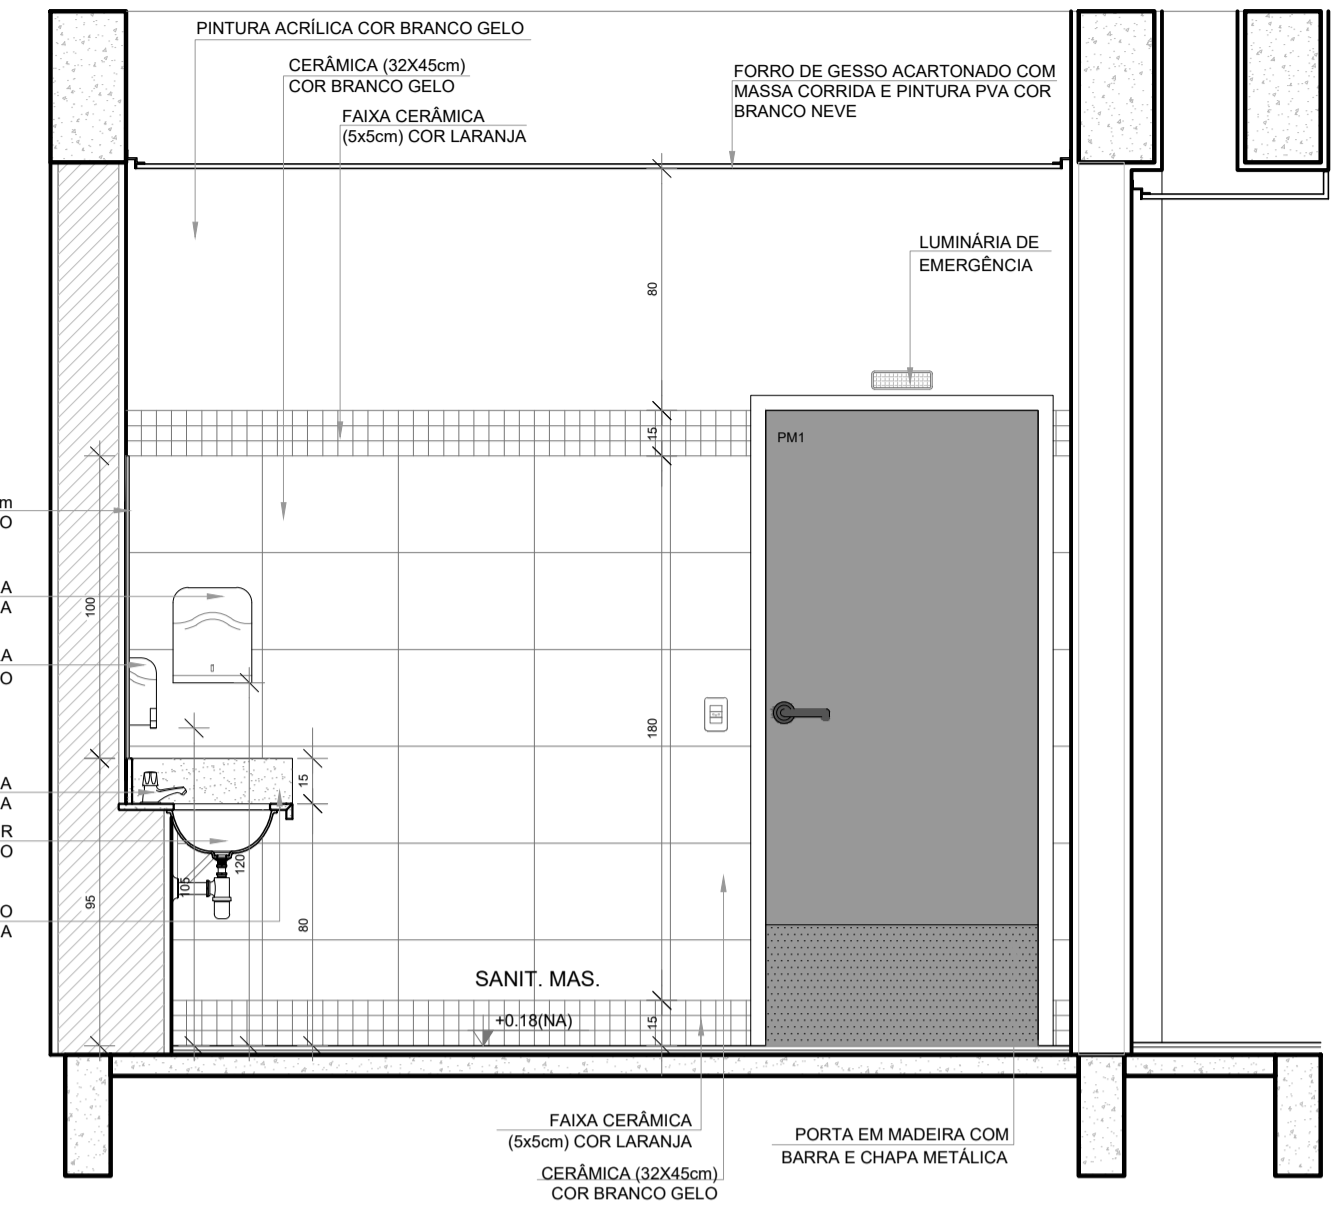 PINTURA ACRÍLICA COR BRANCO GELO
CERÂMICA (32X45cm)
COR BRANCO GELO
FAIXA CERÂMICA
(5x5cm) COR LARANJA
FORRO DE GESSO ACARTONADO COM
MASSA CORRIDA E PINTURA PVA COR
BRANCO NEVE
LUMINÁRIA DE
EMERGÊNCIA
80
15
PM1
m
O
A
A
100
A
O
180
15
A
A
R
O
120
105
95
O
A
80
SANIT. MAS.
+0.18(NA)
15
FAIXA CERÂMICA
(5x5cm) COR LARANJA
CERÂMICA (32X45cm)
COR BRANCO GELO
PORTA EM MADEIRA COM
BARRA E CHAPA METÁLICA